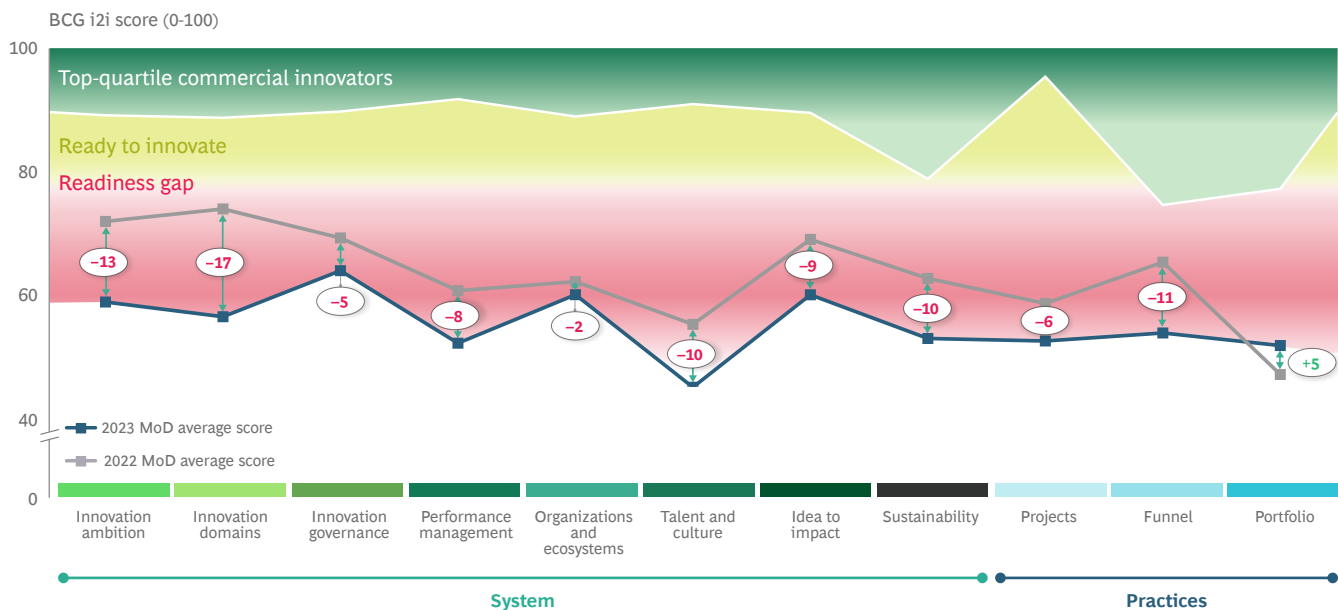 BCG i2i score (0-100)
100
Top-quartile commercial innovators
Ready to innovate
80
Readiness gap
–13
–17
–5
–8
–2
–10
–9
–10
–6
–11
+5
60
40
2023 MoD average score
2022 MoD average score
0
Innovation
ambition
Innovation
domains
Innovation
governance
Performance
management
Organizations
and
ecosystems
Talent and
culture
Idea to
impact
Sustainability
Projects
Funnel
Portfolio
System
Practices